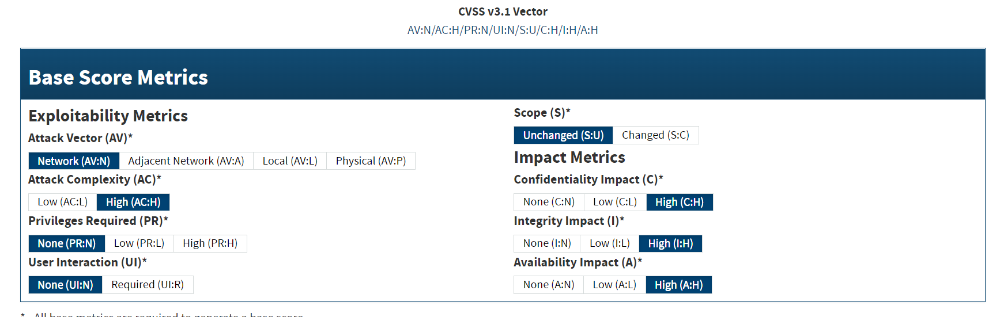 CVSS v3.1 Vector
AV:N/AC:H/PR:N/UI:N/S:U/C:H/I:H/A:H
Base Score Metrics
Exploitability Metrics
Attack Vector (AV)*
Network (AV:N) Adjacent Network (AV:A) Local (AV:L) Physical (AV:P)
Attack Complexity (AC)*
Low (AC:L) High (AC:H)
Privileges Required (PR)*
None (PR:N) Low (PR:L) High (PR:H)
User Interaction (UI)*
None (UI:N) Required (UI:R)
Scope (S)*
Unchanged (S:U) Changed (S:C)
Impact Metrics
Confidentiality Impact (C)*
None (C:N) Low (C:L) High (C:H)
Integrity Impact (I)*
None (I:N) Low (I:L) High (I:H)
Availability Impact (A)*
None (A:N) Low (A:L) High (A:H)
* - All base metrics are required to generate a base score.